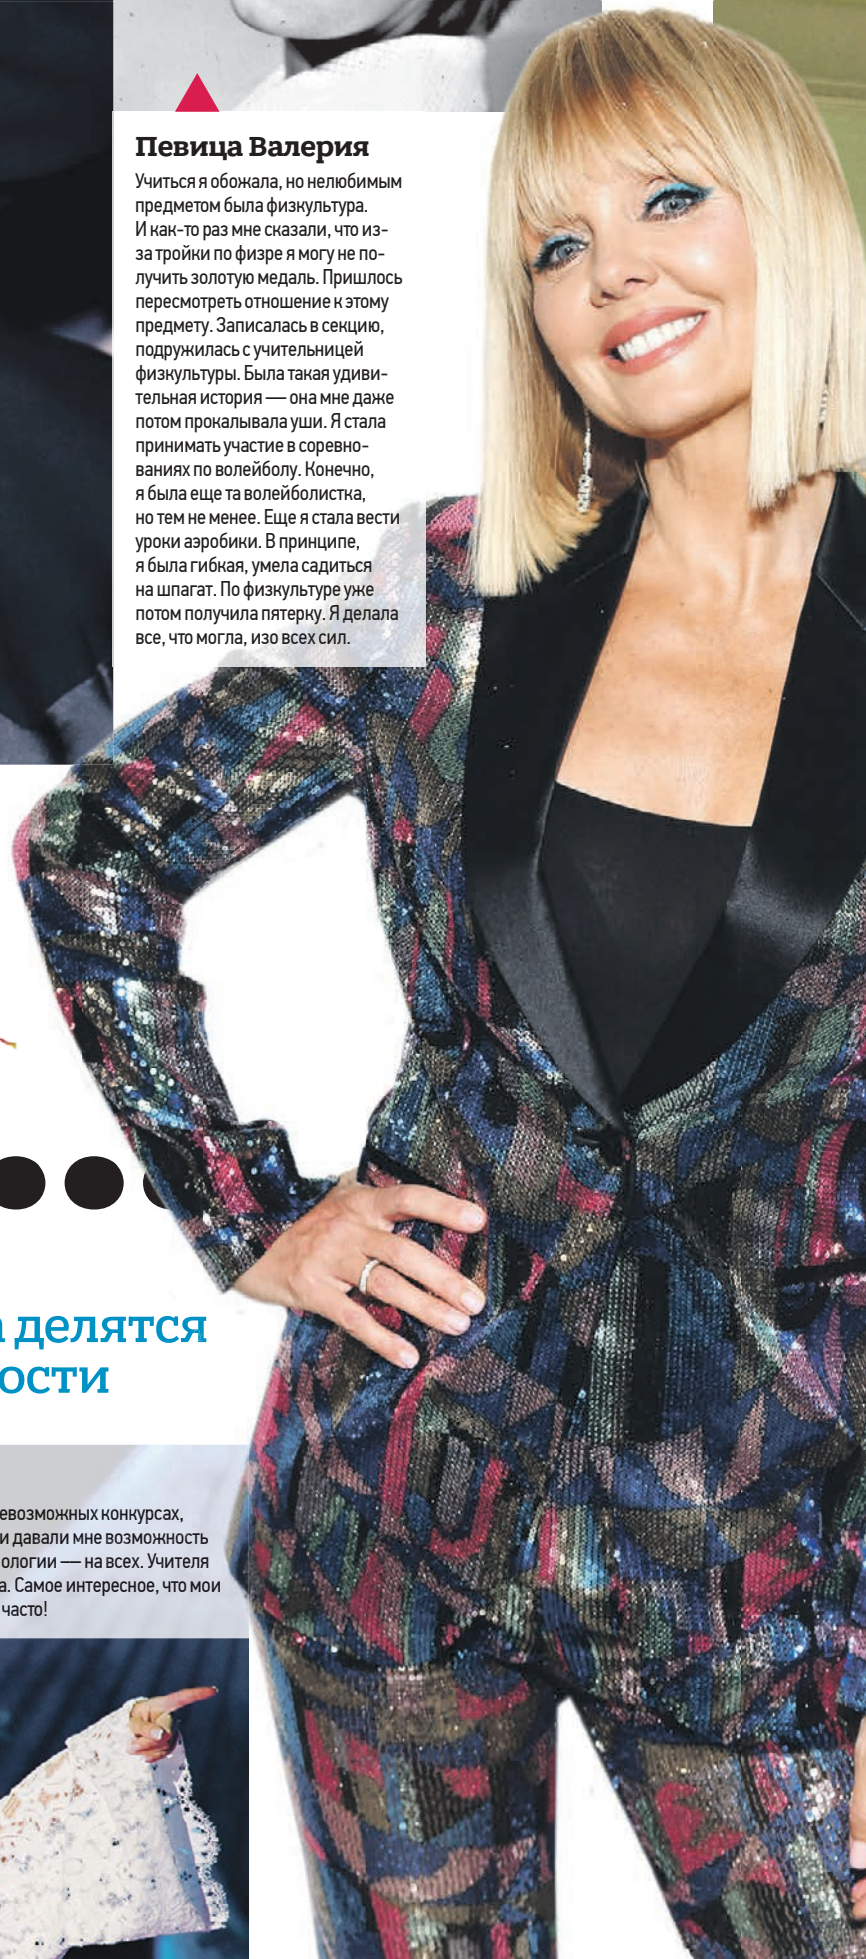 Певица Валерия
Учиться я обожала, но нелюбимым
предметом была физкультура.
И как-то раз мне сказали, что из-
за тройки по физре я могу не по-
лучить золотую медаль. Пришлось
пересмотреть отношение к этому
предмету. Записалась в секцию,
подружилась с учительницей
физкультуры. Была такая удиви-
тельная история — она мне даже
потом прокалывала уши. Я стала
принимать участие в соревно-
ваниях по волейболу. Конечно,
я была еще та волейболистка,
но тем не менее. Еще я стала вести
уроки аэробики. В принципе,
я была гибкая, умела садиться
на шпагат. По физкультуре уже
потом получила пятерку. Я делала
все, что могла, изо всех сил.
делятся
ости
евозможных конкурсах,
и давали мне возможность
ологии — на всех. Учителя
а. Самое интересное, что мои
часто!